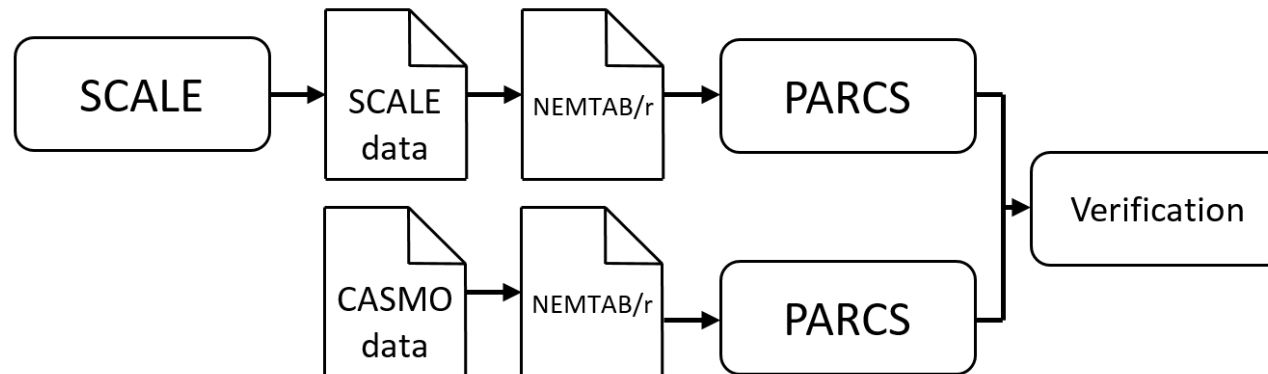 SCALE
SCALE
data
NEMTAB/r
PARCS
Verification
CASMO
data
NEMTAB/r
PARCS